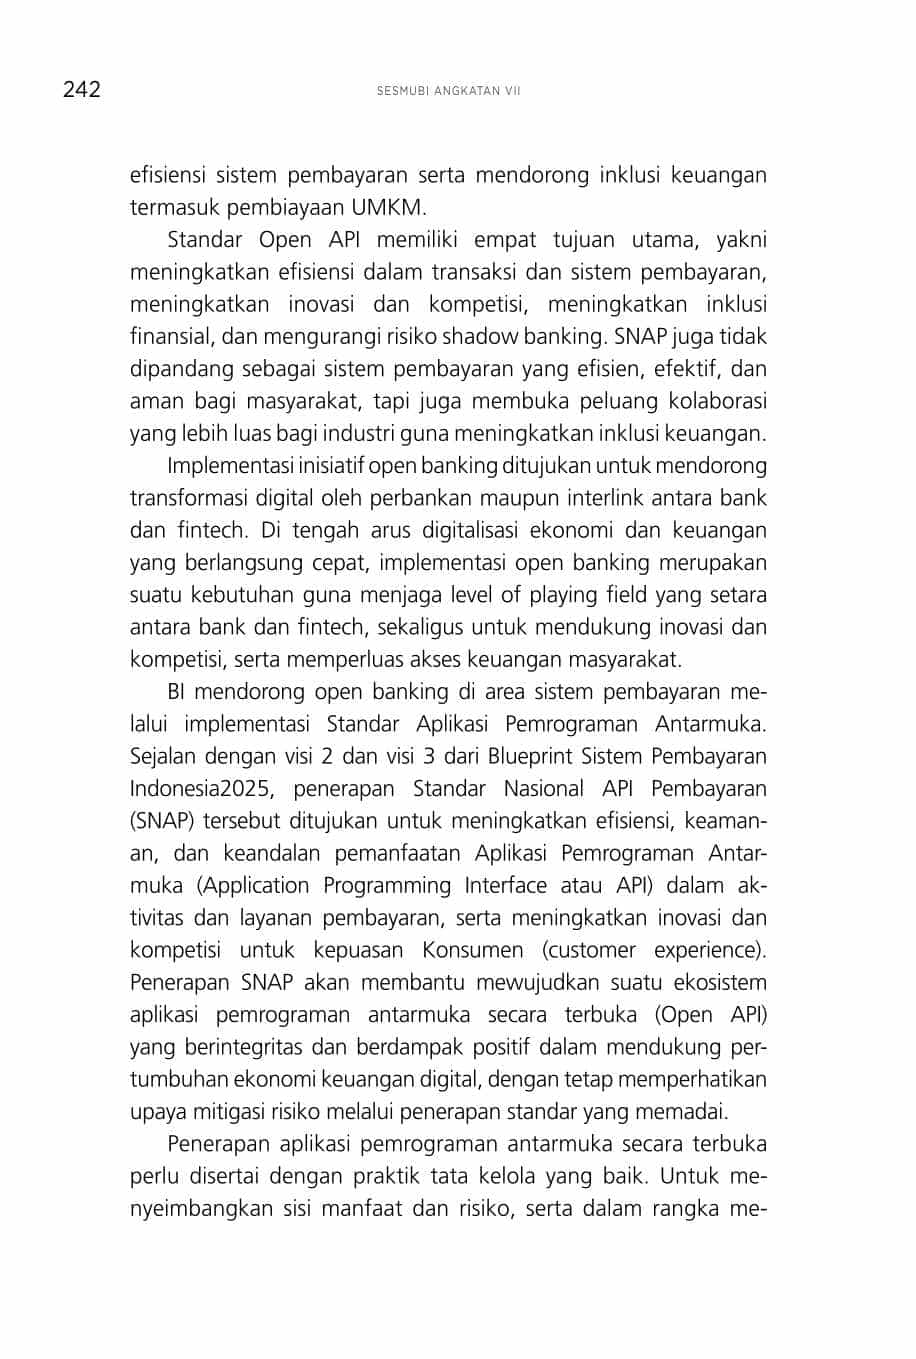 242
SESMUBI ANGKATAN VII
efisiensi sistem pembayaran serta mendorong inklusi keuangan
termasuk pembiayaan UMKM.
Standar Open API memiliki empat tujuan utama, yakni
meningkatkan efisiensi dalam transaksi dan sistem pembayaran,
meningkatkan inovasi dan kompetisi, meningkatkan inklusi
finansial, dan mengurangi risiko shadow banking. SNAP juga tidak
dipandang sebagai sistem pembayaran yang efisien, efektif, dan
aman bagi masyarakat, tapi juga membuka peluang kolaborasi
yang lebih luas bagi industri guna meningkatkan inklusi keuangan.
Implementasi inisiatif open banking ditujukan untuk mendorong
transformasi digital oleh perbankan maupun interlink antara bank
dan fintech. Di tengah arus digitalisasi ekonomi dan keuangan
yang berlangsung cepat, implementasi open banking merupakan
suatu kebutuhan guna menjaga level of playing field yang setara
antara bank dan fintech, sekaligus untuk mendukung inovasi dan
kompetisi, serta memperluas akses keuangan masyarakat.
BI mendorong open banking di area sistem pembayaran me-
lalui implementasi Standar Aplikasi Pemrograman Antarmuka.
Sejalan dengan visi 2 dan visi 3 dari Blueprint Sistem Pembayaran
Indonesia2025, penerapan Standar Nasional API Pembayaran
(SNAP) tersebut ditujukan untuk meningkatkan efisiensi, keaman-
an, dan keandalan pemanfaatan Aplikasi Pemrograman Antar-
muka (Application Programming Interface atau API) dalam ak-
tivitas dan layanan pembayaran, serta meningkatkan inovasi dan
kompetisi untuk kepuasan Konsumen (customer experience).
Penerapan SNAP akan membantu mewujudkan suatu ekosistem
aplikasi pemrograman antarmuka secara terbuka (Open API)
yang berintegritas dan berdampak positif dalam mendukung per-
tumbuhan ekonomi keuangan digital, dengan tetap memperhatikan
upaya mitigasi risiko melalui penerapan standar yang memadai.
Penerapan aplikasi pemrograman antarmuka secara terbuka
perlu disertai dengan praktik tata kelola yang baik. Untuk me-
nyeimbangkan sisi manfaat dan risiko, serta dalam rangka me-